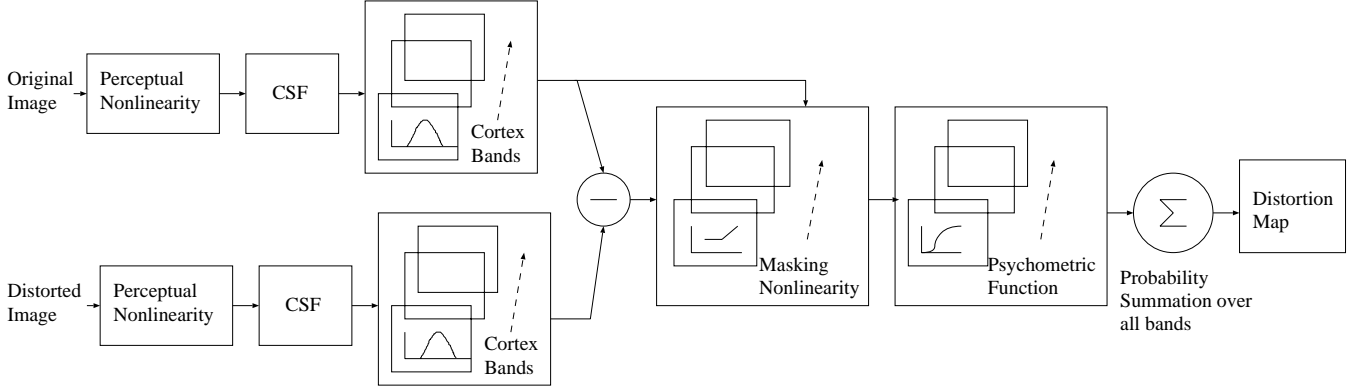 Original
Image
Perceptual
Nonlinearity
CSF
Cortex
Bands
Distorted
Image
Perceptual
Nonlinearity
CSF
Cortex
Bands
Masking
Nonlinearity
Psychometric
Function
Σ
Probability
Summation over
all bands
Distortion
Map